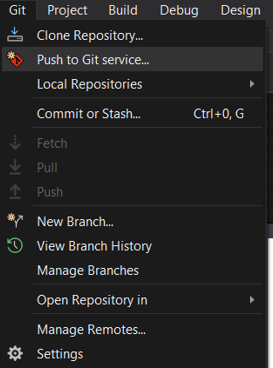 Git Project Build Debug Design
Clone Repository...
Push to Git service...
Local Repositories
Commit or Stash... Ctrl+0, G
Fetch
Pull
Push
New Branch...
View Branch History
Manage Branches
Open Repository in
Manage Remotes...
Settings